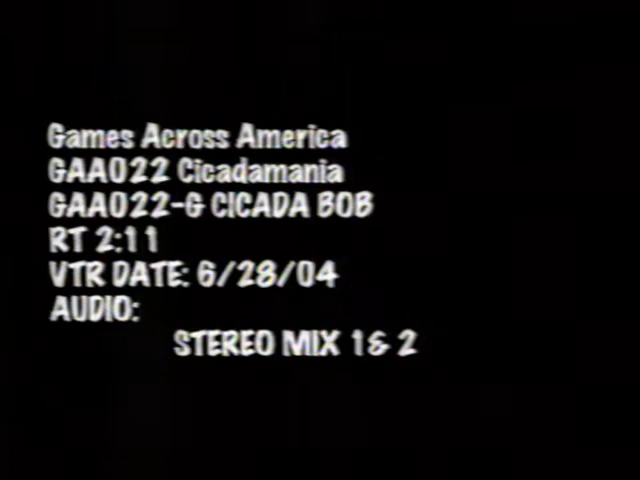 Games Across America
GAA022 Cicadamania
GAA022-G CICADA BOB
RT 2:11
VTR DATE: 6/28/04
AUDIO:
STEREO MIX 1& 2